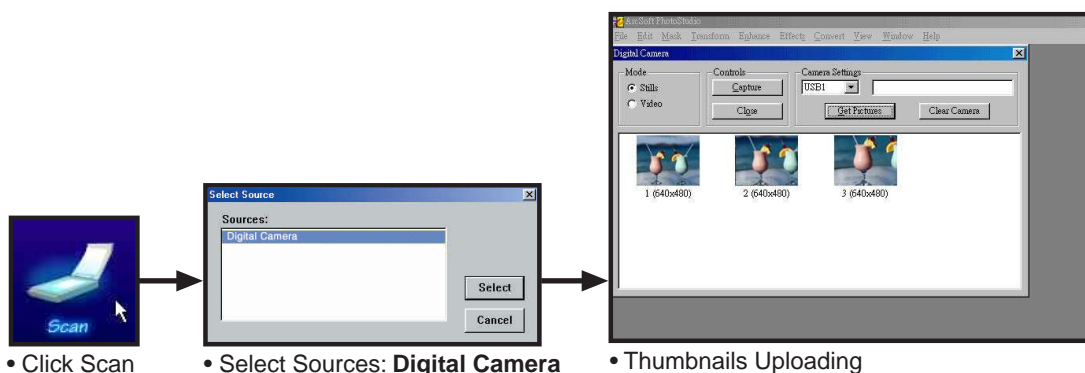 Scan
• Click Scan
Select Source
Sources:
Digital Camera
Select
Cancel
• Select Sources: Digital Camera
ArcSoft PhotoStudio
File Edit Mask Transform Enhance Effects Convert View Window Help
Digital Camera
Mode
Stills
Video
Controls
Capture
Close
Camera Settings
USB1
Get Pictures
Clear Camera
1 (640x480)
2 (640x480)
3 (640x480)
• Thumbnails Uploading